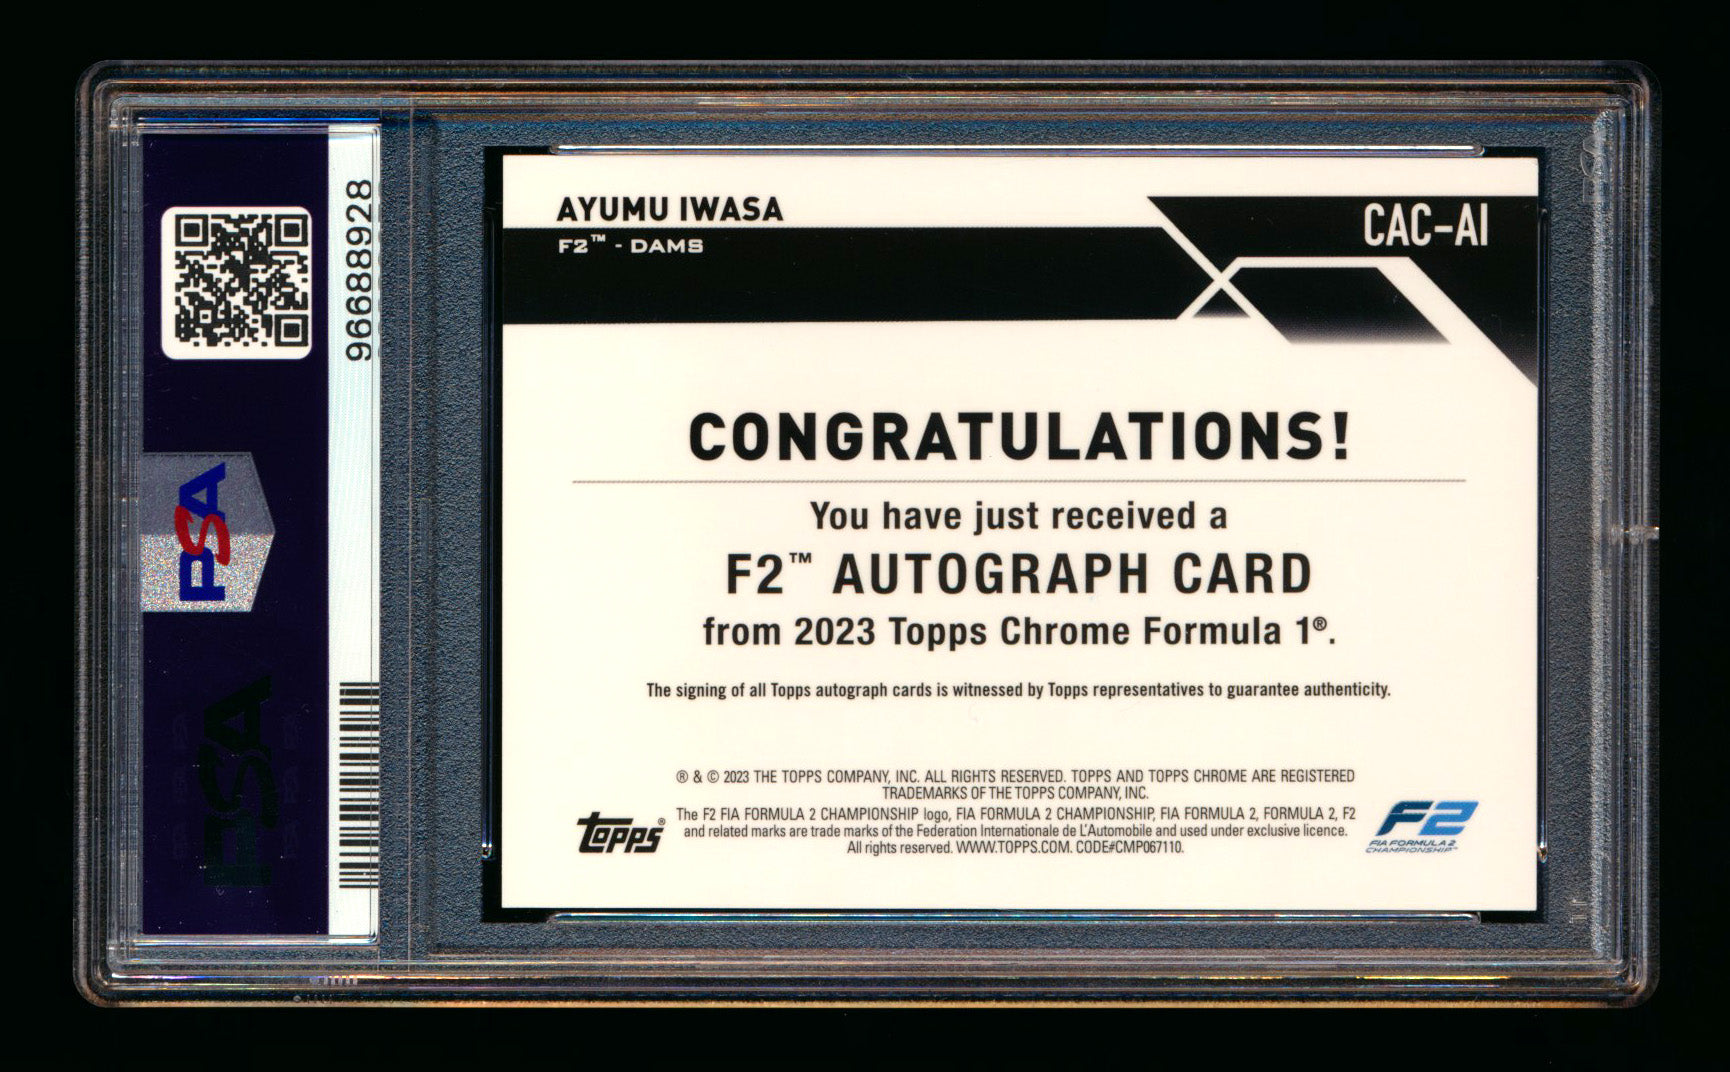 96688928
PSA
PSA
AYUMU IWASA
F2™ - DAMS
CAC-AI
CONGRATULATIONS!
You have just received a
F2™ AUTOGRAPH CARD
from 2023 Topps Chrome Formula 1®.
The signing of all Topps autograph cards is witnessed by Topps representatives to guarantee authenticity.
® & © 2023 THE TOPPS COMPANY, INC. ALL RIGHTS RESERVED. TOPPS AND TOPPS CHROME ARE REGISTERED
TRADEMARKS OF THE TOPPS COMPANY, INC.
The F2 FIA FORMULA 2 CHAMPIONSHIP logo, FIA FORMULA 2 CHAMPIONSHIP, FIA FORMULA 2, FORMULA 2, F2
and related marks are trade marks of the Federation Internationale de L'Automobile and used under exclusive licence.
All rights reserved. WWW.TOPPS.COM. CODE#CMP067110.
topps®
F2
FIA FORMULA 2
CHAMPIONSHIP™